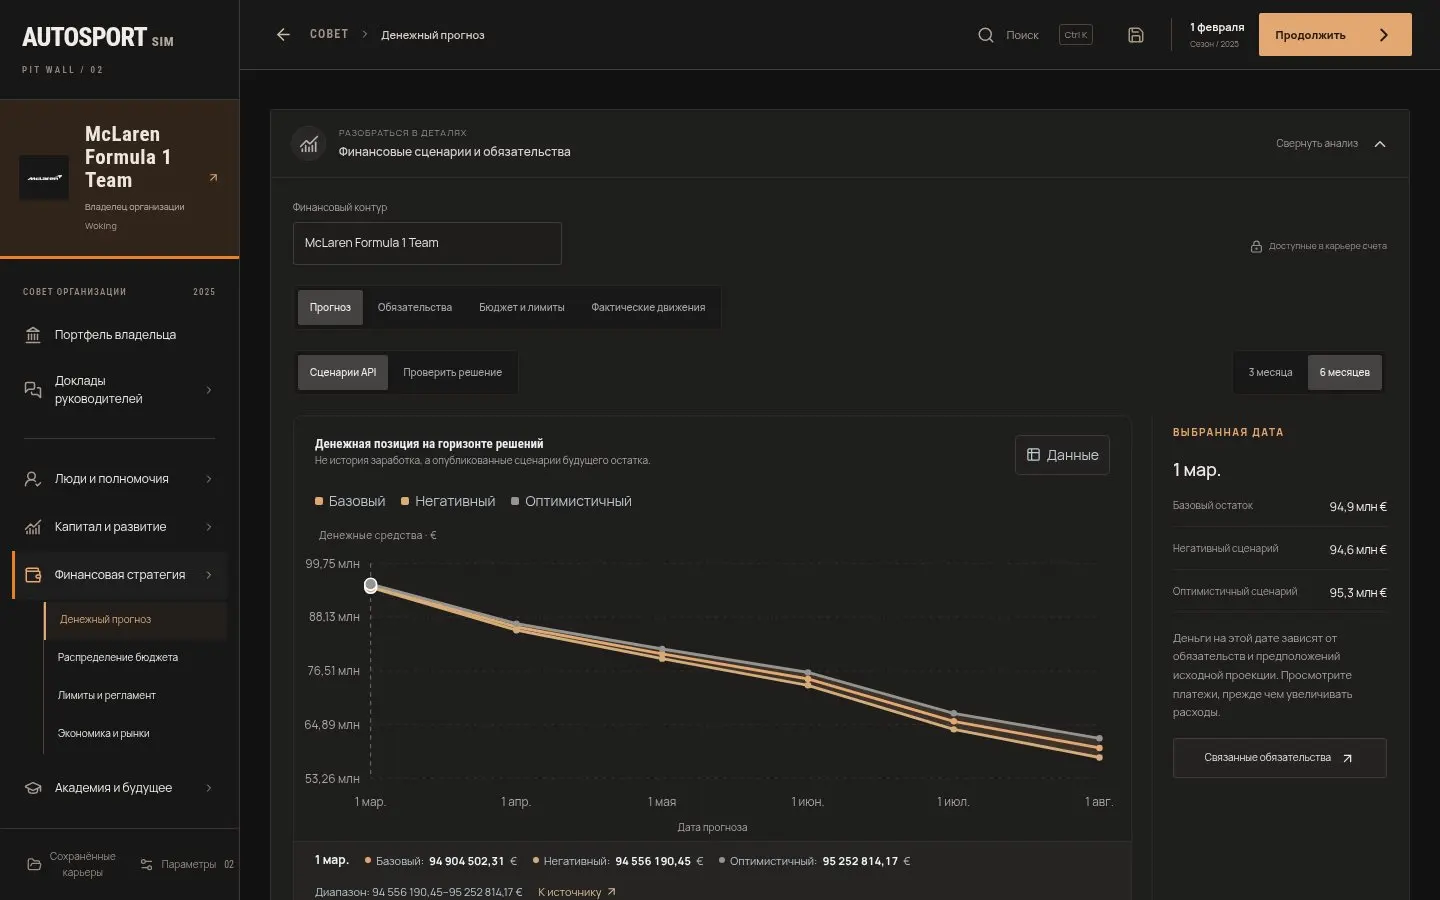 AUTOSPORT SIM
PIT WALL / 02
McLaren
McLaren
Formula 1
Team
Владелец организации
Woking
СОВЕТ ОРГАНИЗАЦИИ 2025
Портфель владельца
Доклады
руководителей
Люди и полномочия
Капитал и развитие
Финансовая стратегия
Денежный прогноз
Распределение бюджета
Лимиты и регламент
Экономика и рынки
Академия и будущее
Сохранённые
карьеры
Параметры 02
СОВЕТ
Денежный прогноз
Поиск
Ctrl K
1 февраля
Сезон / 2025
Продолжить
РАЗОБРАТЬСЯ В ДЕТАЛЯХ
Финансовые сценарии и обязательства
Свернуть анализ
Финансовый контур
McLaren Formula 1 Team
Доступные в карьере счета
Прогноз Обязательства Бюджет и лимиты Фактические движения
Сценарии API Проверить решение
3 месяца 6 месяцев
Денежная позиция на горизонте решений
Не история заработка, а опубликованные сценарии будущего остатка.
Данные
Базовый Негативный Оптимистичный
Денежные средства · €
99,75 млн
88,13 млн
76,51 млн
64,89 млн
53,26 млн
1 мар. 1 апр. 1 мая 1 июн. 1 июл. 1 авг.
Дата прогноза
1 мар. Базовый: 94 904 502,31 € Негативный: 94 556 190,45 € Оптимистичный: 95 252 814,17 €
Диапазон: 94 556 190,45–95 252 814,17 € К источнику
ВЫБРАННАЯ ДАТА
1 мар.
Базовый остаток 94,9 млн €
Негативный сценарий 94,6 млн €
Оптимистичный сценарий 95,3 млн €
Деньги на этой дате зависят от
обязательств и предположений
исходной проекции. Просмотрите
платежи, прежде чем увеличивать
расходы.
Связанные обязательства